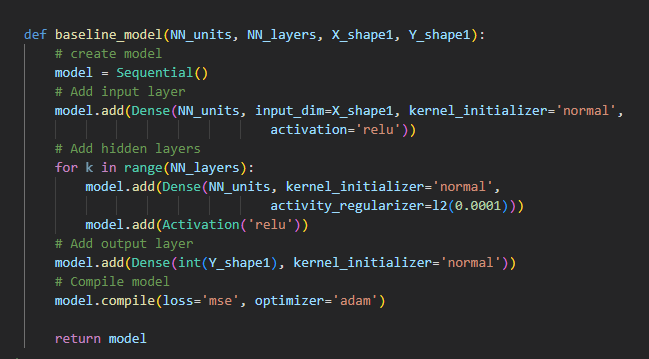 def baseline_model(NN_units, NN_layers, X_shape1, Y_shape1):
    # create model
    model = Sequential()
    # Add input layer
    model.add(Dense(NN_units, input_dim=X_shape1, kernel_initializer='normal',
                                activation='relu'))
    # Add hidden layers
    for k in range(NN_layers):
        model.add(Dense(NN_units, kernel_initializer='normal',
                                activity_regularizer=l2(0.0001)))
        model.add(Activation('relu'))
    # Add output layer
    model.add(Dense(int(Y_shape1), kernel_initializer='normal'))
    # Compile model
    model.compile(loss='mse', optimizer='adam')
    return model